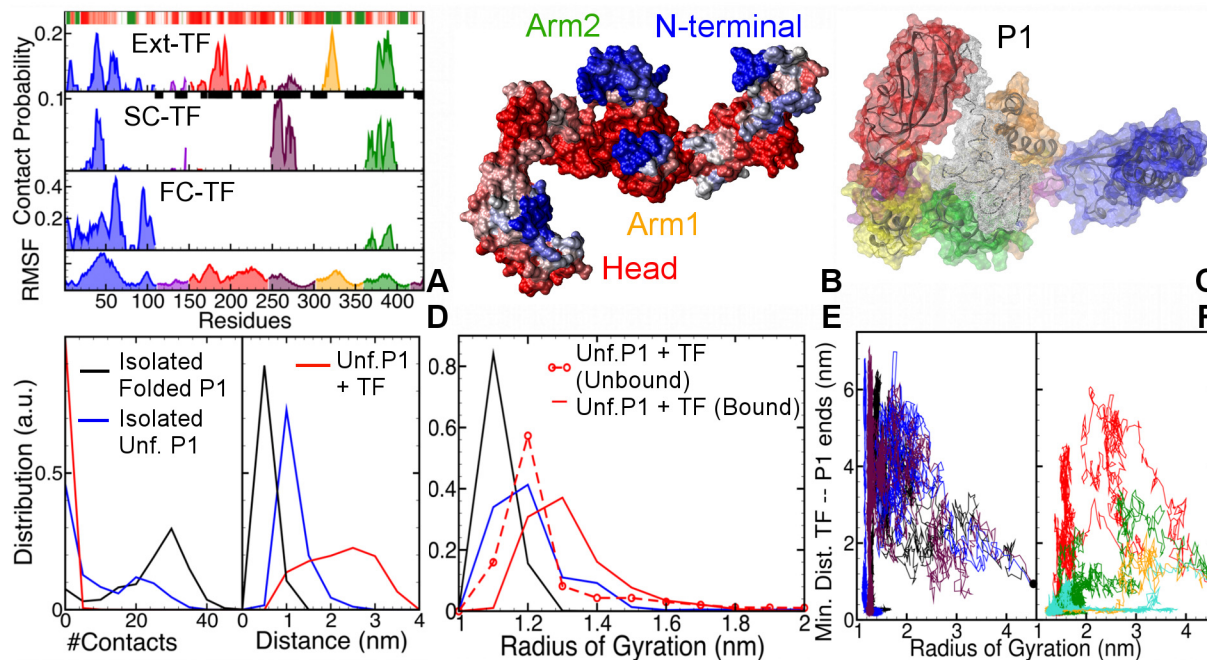 0.2
Ext-TF
0.1
SC-TF
FC-TF
0.4
0.2
Contact Probability
RMSF
50 100 150 200 250 300 350 400
Residues
A
Arm2
N-terminal
Arm1
Head
B
P1
C
D
Isolated
Folded P1
Isolated
Unf. P1
Unf.P1
+ TF
Distribution (a.u.)
0.5
0
0 20 40
#Contacts
0 1 2 3 4
Distance (nm)
E
Unf.P1 + TF
(Unbound)
Unf.P1 + TF (Bound)
0.8
0.6
0.4
0.2
0
1 1.2 1.4 1.6 1.8 2
Radius of Gyration (nm)
F
Min. Dist. TF -- P1 ends (nm)
6
4
2
0
1 2 3 4 1 2 3 4
Radius of Gyration (nm)